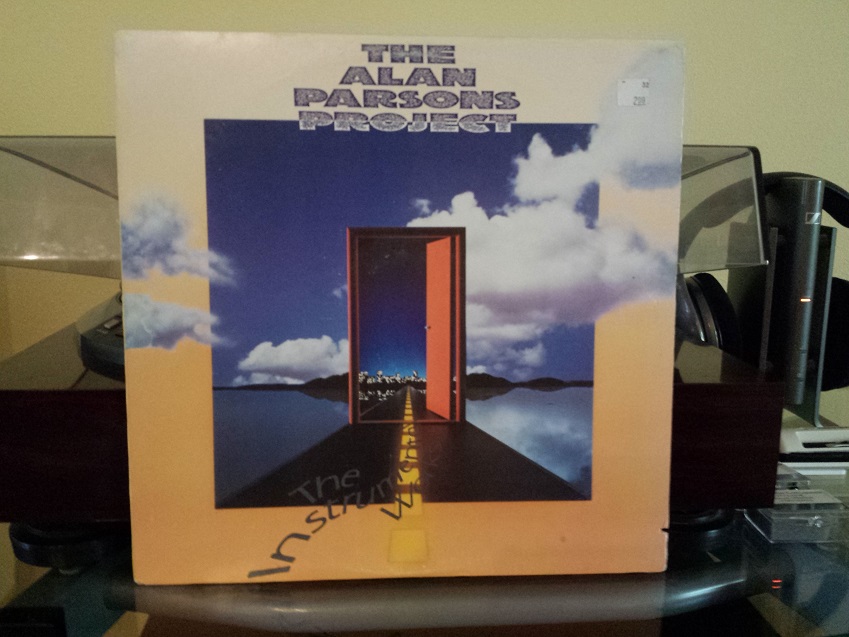 THE
ALAN
PARSONS
PROJECT
The
Instrumental
Works